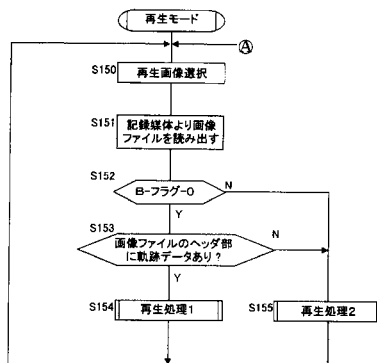 再生モード
Ⓐ
S150
再生画像選択
S151
記録媒体より画像
ファイルを読み出す
S152
B-フラグ-0
N
Y
S153
画像ファイルのヘッダ部
に軌跡データあり？
N
Y
S154
再生処理1
S155
再生処理2